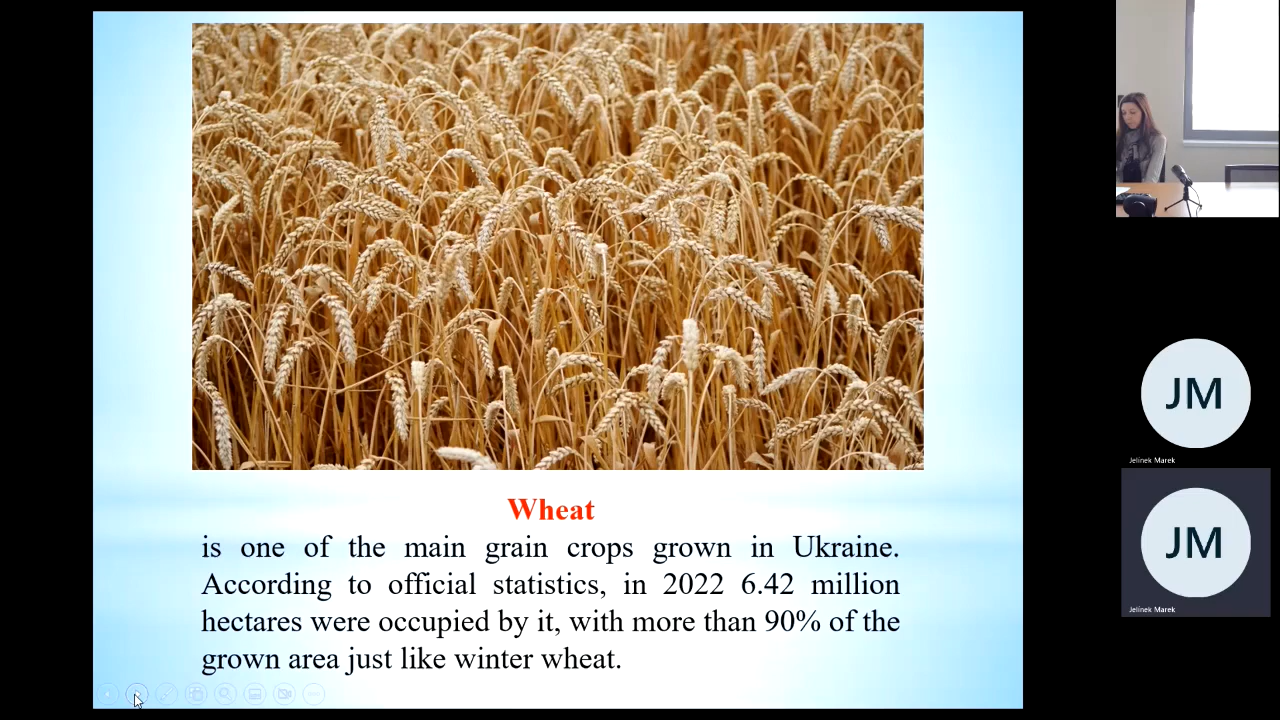 Wheat
is one of the main grain crops grown in Ukraine.
According to official statistics, in 2022 6.42 million
hectares were occupied by it, with more than 90% of the
grown area just like winter wheat.
JM
Jelínek Marek
JM
Jelínek Marek